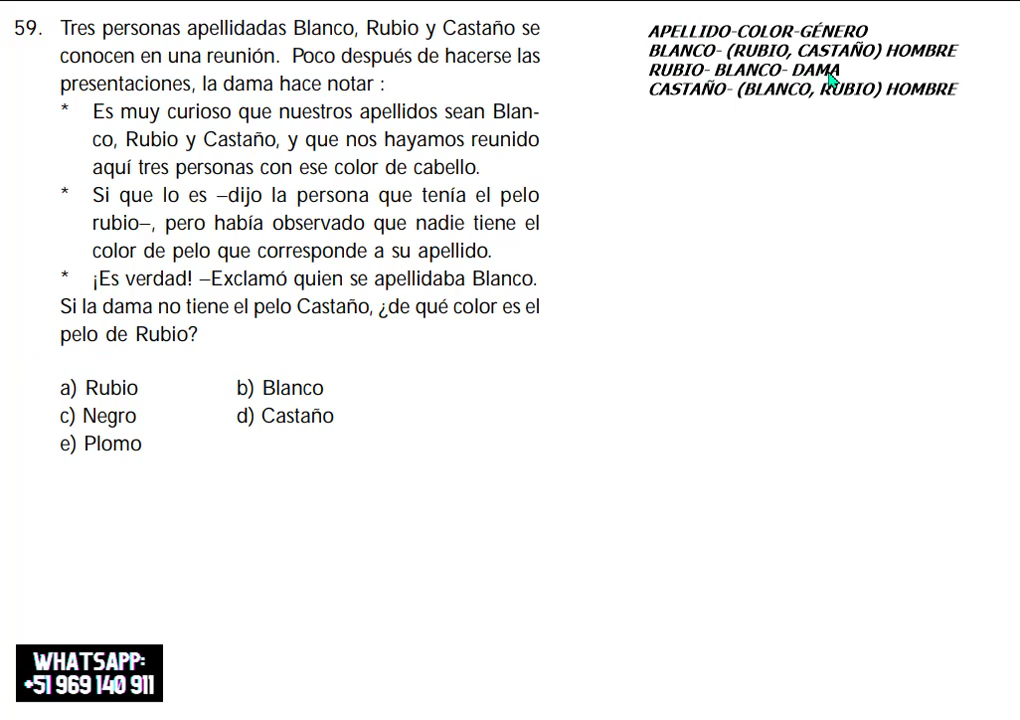 59. Tres personas apellidadas Blanco, Rubio y Castaño se
conocen en una reunión. Poco después de hacerse las
presentaciones, la dama hace notar :
* Es muy curioso que nuestros apellidos sean Blan-
co, Rubio y Castaño, y que nos hayamos reunido
aquí tres personas con ese color de cabello.
* Si que lo es –dijo la persona que tenía el pelo
rubio–, pero había observado que nadie tiene el
color de pelo que corresponde a su apellido.
* ¡Es verdad! –Exclamó quien se apellidaba Blanco.
Si la dama no tiene el pelo Castaño, ¿de qué color es el
pelo de Rubio?
a) Rubio b) Blanco
c) Negro d) Castaño
e) Plomo
APELLIDO-COLOR-GÉNERO
BLANCO- (RUBIO, CASTAÑO) HOMBRE
RUBIO- BLANCO- DAMA
CASTAÑO- (BLANCO, RUBIO) HOMBRE
WHATSAPP:
+51 969 140 911